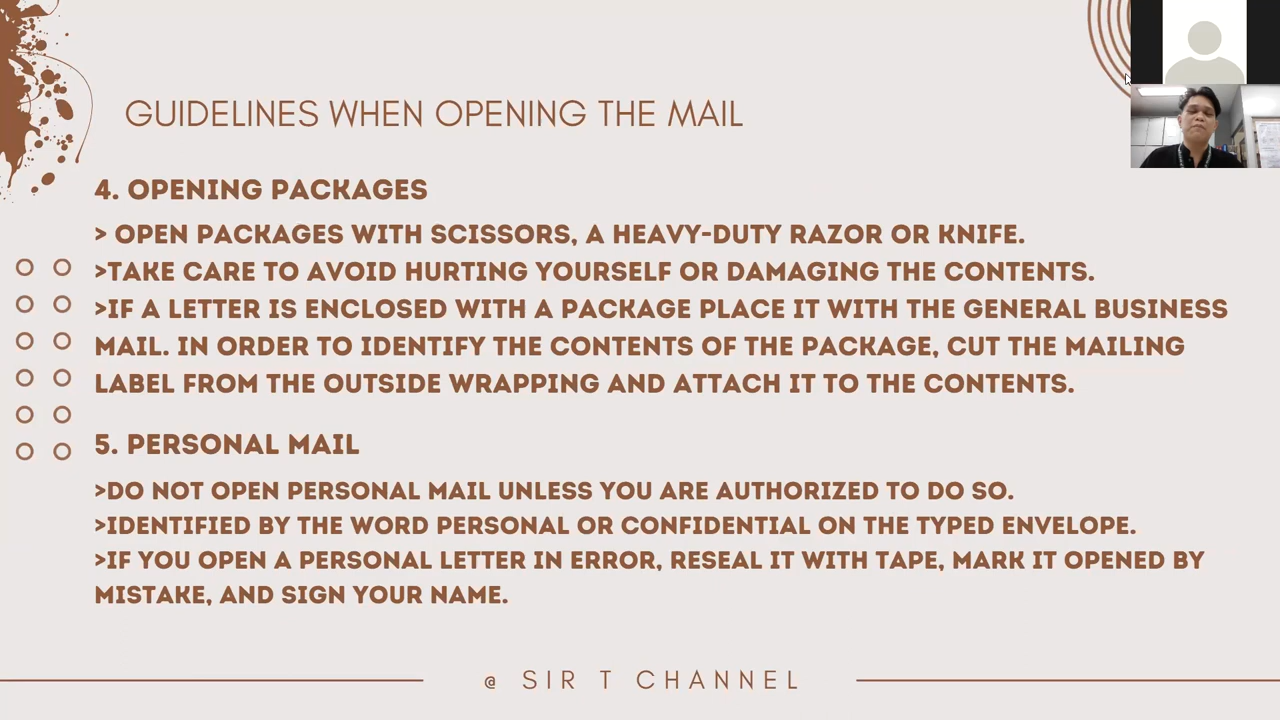 GUIDELINES WHEN OPENING THE MAIL
4. OPENING PACKAGES
> OPEN PACKAGES WITH SCISSORS, A HEAVY-DUTY RAZOR OR KNIFE.
>TAKE CARE TO AVOID HURTING YOURSELF OR DAMAGING THE CONTENTS.
>IF A LETTER IS ENCLOSED WITH A PACKAGE PLACE IT WITH THE GENERAL BUSINESS
MAIL. IN ORDER TO IDENTIFY THE CONTENTS OF THE PACKAGE, CUT THE MAILING
LABEL FROM THE OUTSIDE WRAPPING AND ATTACH IT TO THE CONTENTS.
5. PERSONAL MAIL
>DO NOT OPEN PERSONAL MAIL UNLESS YOU ARE AUTHORIZED TO DO SO.
>IDENTIFIED BY THE WORD PERSONAL OR CONFIDENTIAL ON THE TYPED ENVELOPE.
>IF YOU OPEN A PERSONAL LETTER IN ERROR, RESEAL IT WITH TAPE, MARK IT OPENED BY
MISTAKE, AND SIGN YOUR NAME.
@ SIR T CHANNEL